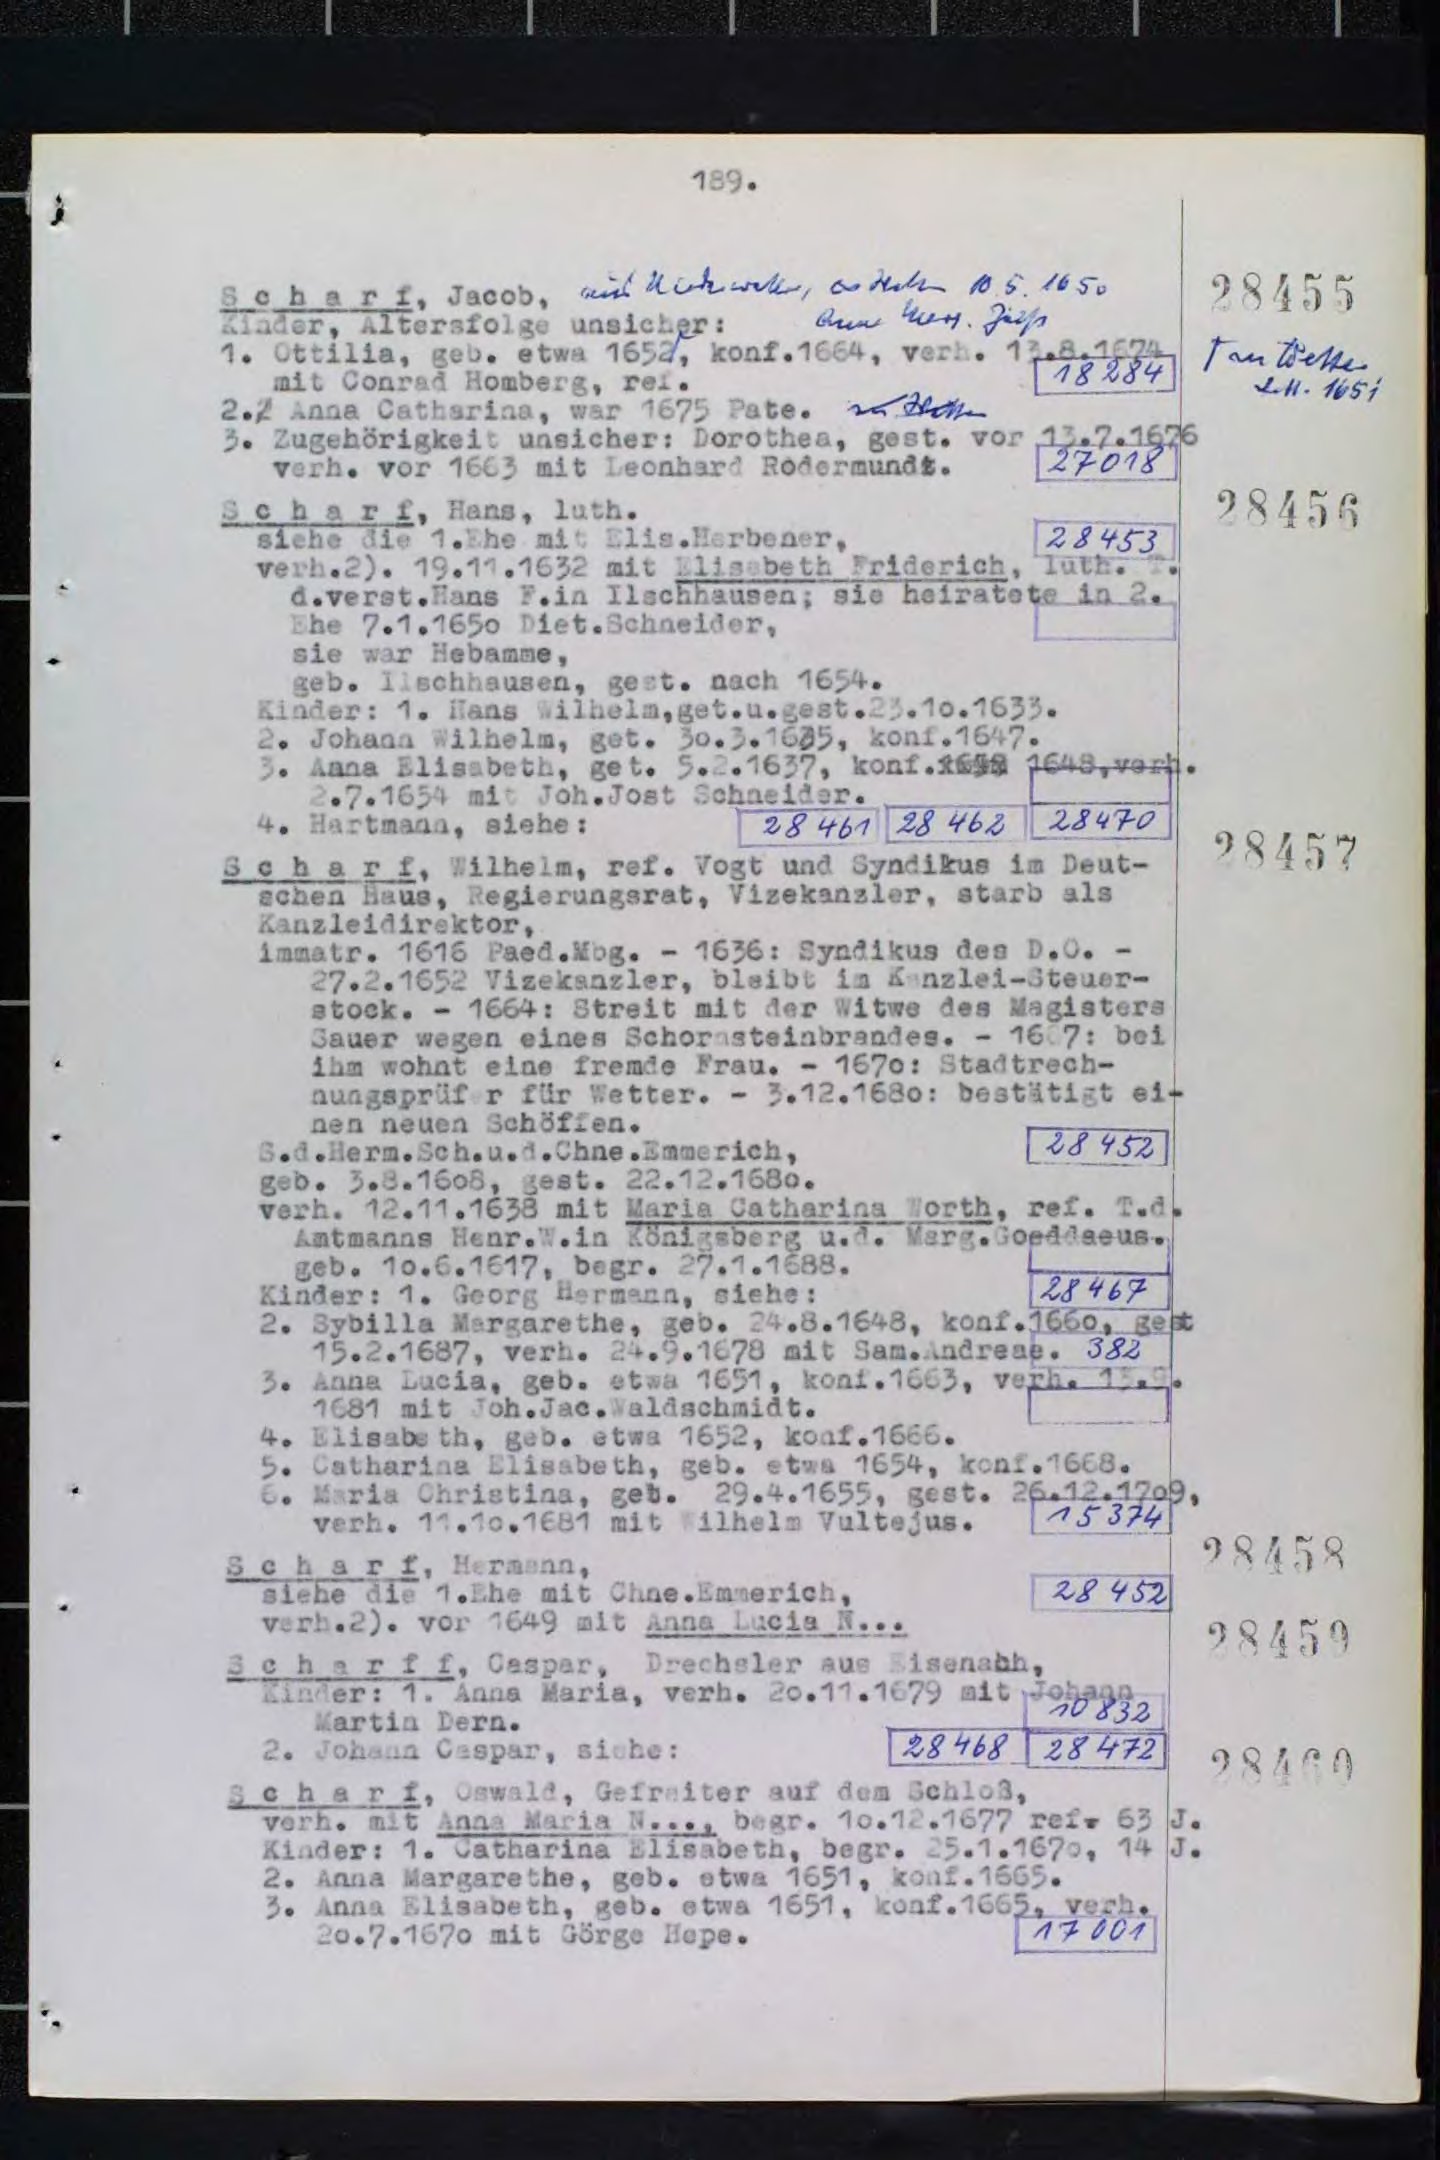 189.
S c h a r f, Jacob, 10.5.1650
28455
Kinder, Altersfolge unsicher:
1. Ottilia, geb. etwa 1652, konf.1664, verh. 13.8.1674
mit Conrad Homberg, ref. 18284
1651
2. Anna Catharina, war 1675 Pate.
3. Zugehörigkeit unsicher: Dorothea, gest. vor 13.7.1676
verh. vor 1663 mit Leonhard Rödermundt. 27018
S c h a r f, Hans, luth.
28456
siehe die 1.Ehe mit Elis.Herbener, 28453
verh.2). 19.11.1632 mit Elisabeth Friderich, luth. T.
d.verst.Hans F.in Ilschhausen; sie heiratete in 2.
Ehe 7.1.1650 Diet.Schneider,
sie war Hebamme,
geb. Ilschhausen, gest. nach 1654.
Kinder: 1. Hans Wilhelm,get.u.gest.23.10.1633.
2. Johann Wilhelm, get. 30.3.1635, konf.1647.
3. Anna Elisabeth, get. 5.2.1637, konf. 1648,verh.
2.7.1654 mit Joh.Jost Schneider.
4. Hartmann, siehe: 28461 28462 28470
S c h a r f, Wilhelm, ref. Vogt und Syndikus im Deut-
28457
schen Haus, Regierungsrat, Vizekanzler, starb als
Kanzleidirektor,
immatr. 1616 Paed.Mbg. - 1636: Syndikus des D.O. -
27.2.1652 Vizekanzler, bleibt im Kanzlei-Steuer-
stock. - 1664: Streit mit der Witwe des Magisters
Sauer wegen eines Schornsteinbrandes. - 1667: bei
ihm wohnt eine fremde Frau. - 1670: Stadtrech-
nungsprüfer für Wetter. - 3.12.1680: bestätigt ei-
nen neuen Schöffen.
S.d.Herm.Sch.u.d.Chne.Emmerich, 28452
geb. 3.8.1608, gest. 22.12.1680.
verh. 12.11.1638 mit Maria Catharina Worth, ref. T.d.
Amtmanns Henr.W.in Königsberg u.d. Marg.Goeddaeus.
geb. 10.6.1617, begr. 27.1.1688.
Kinder: 1. Georg Hermann, siehe: 28467
2. Sybilla Margarethe, geb. 24.8.1648, konf.1660, gest
15.2.1687, verh. 24.9.1678 mit Sam.Andreae. 382
3. Anna Lucia, geb. etwa 1651, konf.1663, verh. 13.9.
1681 mit Joh.Jac.Waldschmidt.
4. Elisabeth, geb. etwa 1652, konf.1666.
5. Catharina Elisabeth, geb. etwa 1654, konf.1668.
6. Maria Christina, geb. 29.4.1655, gest. 26.12.1709,
verh. 11.10.1681 mit Wilhelm Vultejus. 15374
S c h a r f, Hermann,
28458
siehe die 1.Ehe mit Chne.Emmerich, 28452
verh.2). vor 1649 mit Anna Lucia N...
28459
S c h a r f f, Caspar, Drechsler aus Eisenach,
Kinder: 1. Anna Maria, verh. 20.11.1679 mit Johann
Martin Dern. 10832
2. Johann Caspar, siehe: 28468 28472
28460
S c h a r f, Oswald, Gefreiter auf dem Schloß,
verh. mit Anna Maria N..., begr. 10.12.1677 ref. 63 J.
Kinder: 1. Catharina Elisabeth, begr. 25.1.1670, 14 J.
2. Anna Margarethe, geb. etwa 1651, konf.1665.
3. Anna Elisabeth, geb. etwa 1651, konf.1665, verh.
20.7.1670 mit Görge Hepe. 17001